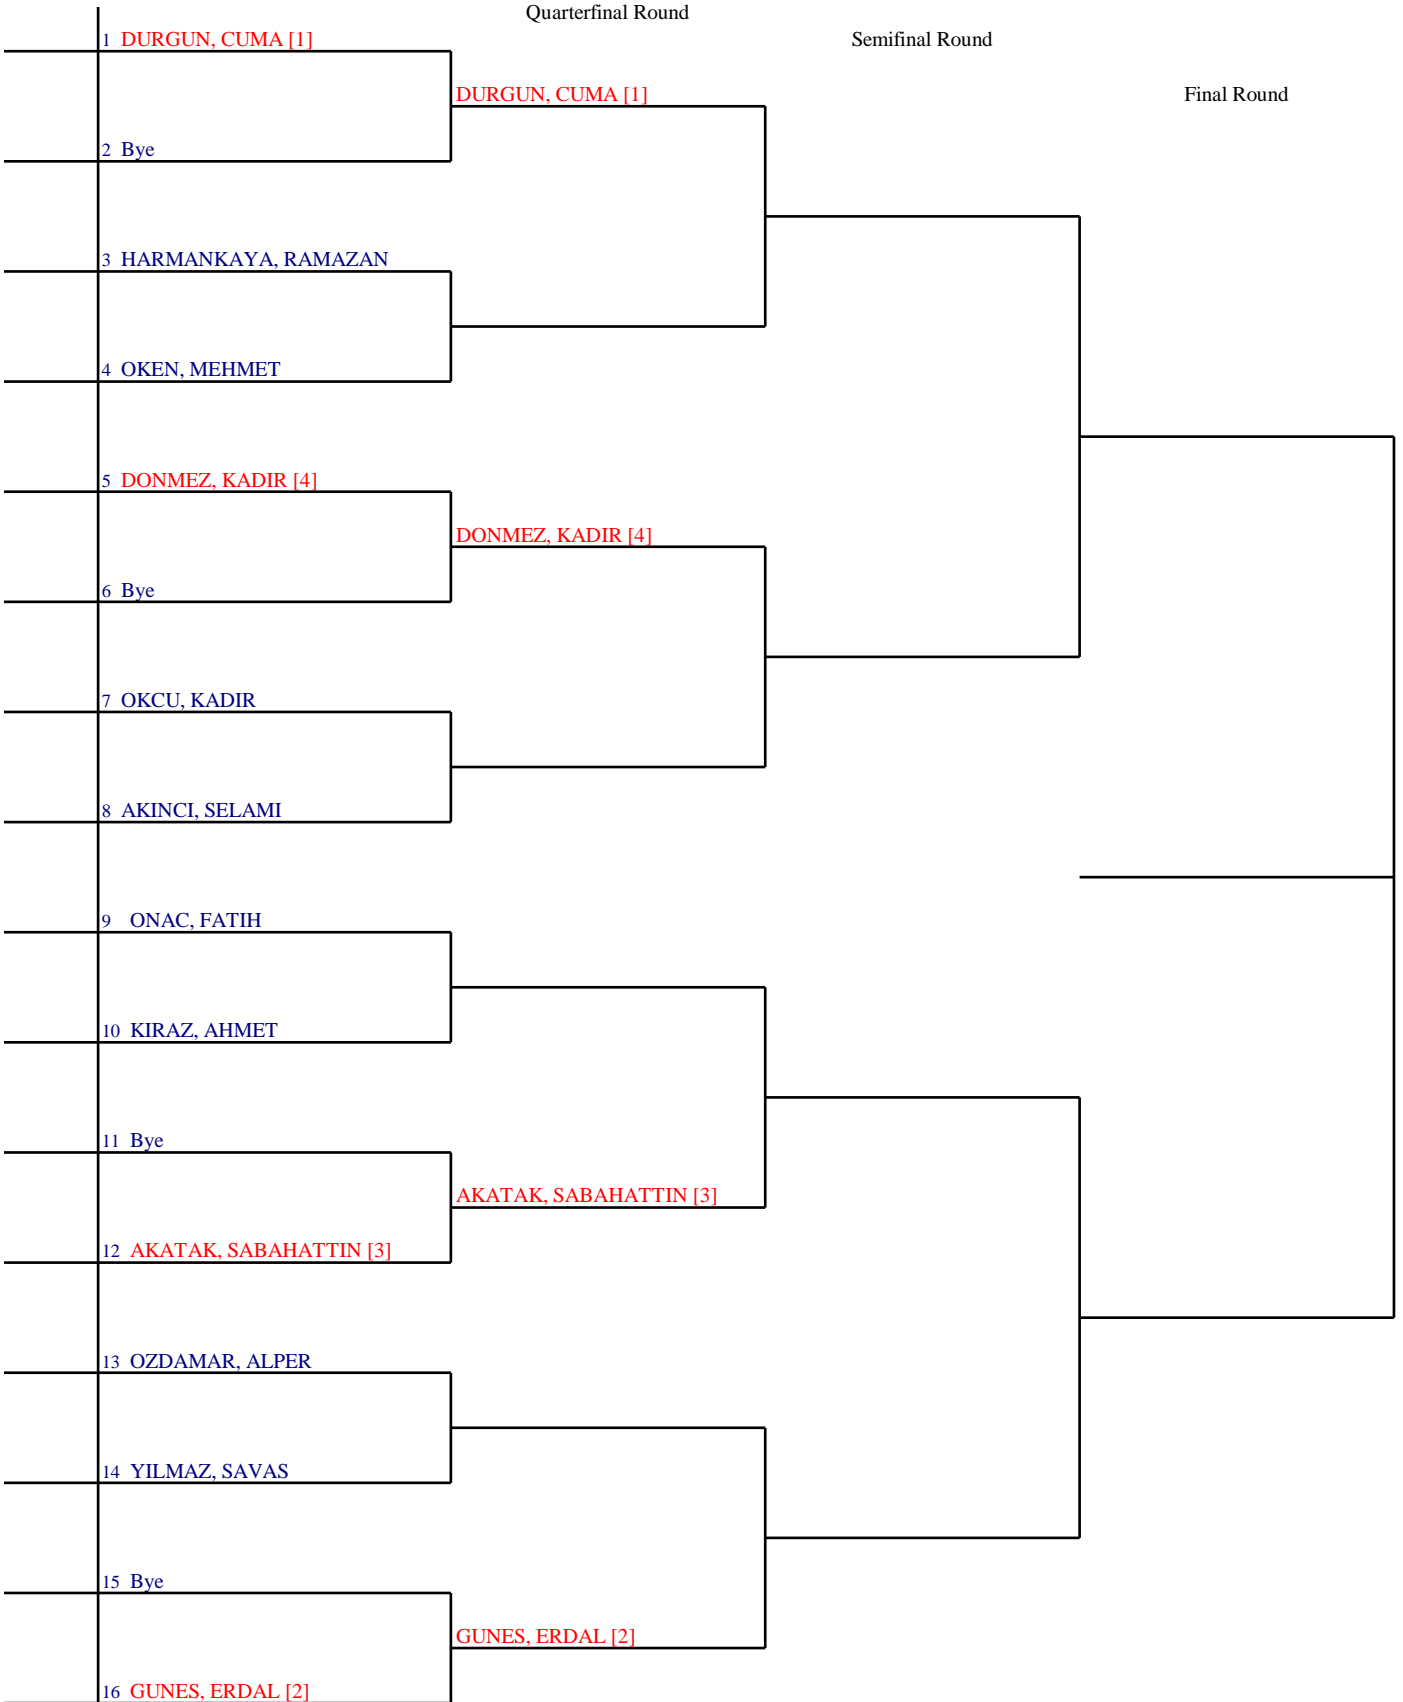 Quarterfinal Round
1 DURGUN, CUMA [1]
Semifinal Round
DURGUN, CUMA [1]
Final Round
2 Bye
3 HARMANKAYA, RAMAZAN
4 OKEN, MEHMET
5 DONMEZ, KADIR [4]
DONMEZ, KADIR [4]
6 Bye
7 OKCU, KADIR
8 AKINCI, SELAMI
9 ONAC, FATIH
10 KIRAZ, AHMET
11 Bye
AKATAK, SABAHATTIN [3]
12 AKATAK, SABAHATTIN [3]
13 OZDAMAR, ALPER
14 YILMAZ, SAVAS
15 Bye
GUNES, ERDAL [2]
16 GUNES, ERDAL [2]